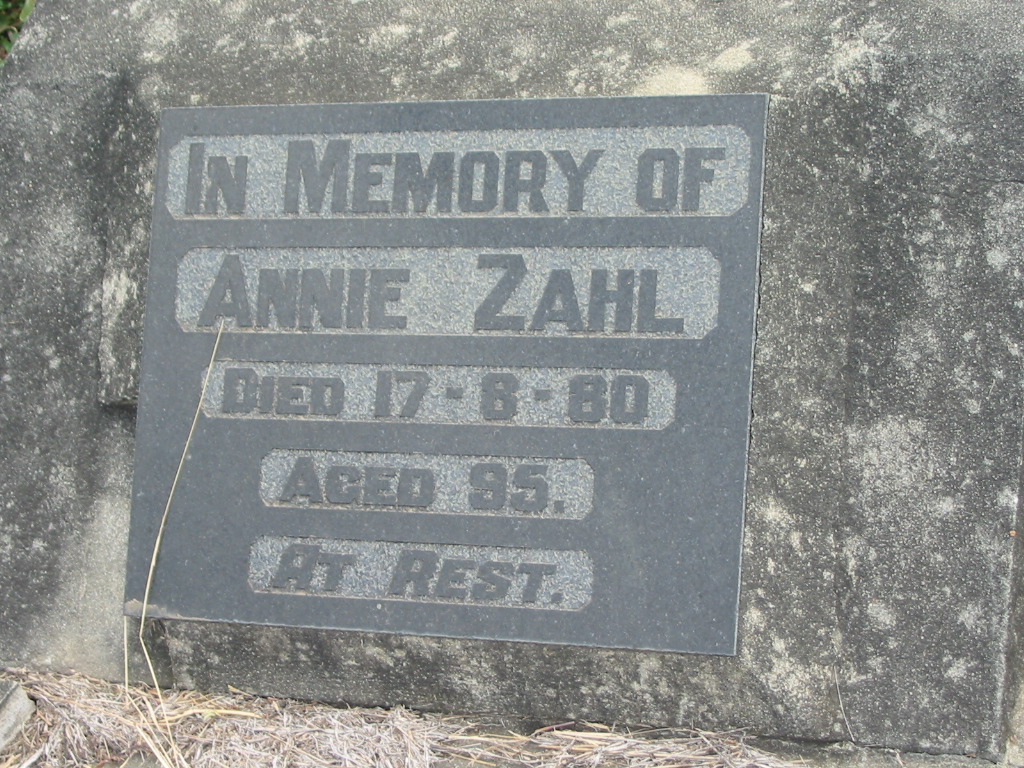 IN MEMORY OF
ANNIE ZAHL
DIED 17-8-80
AGED 95.
AT REST.